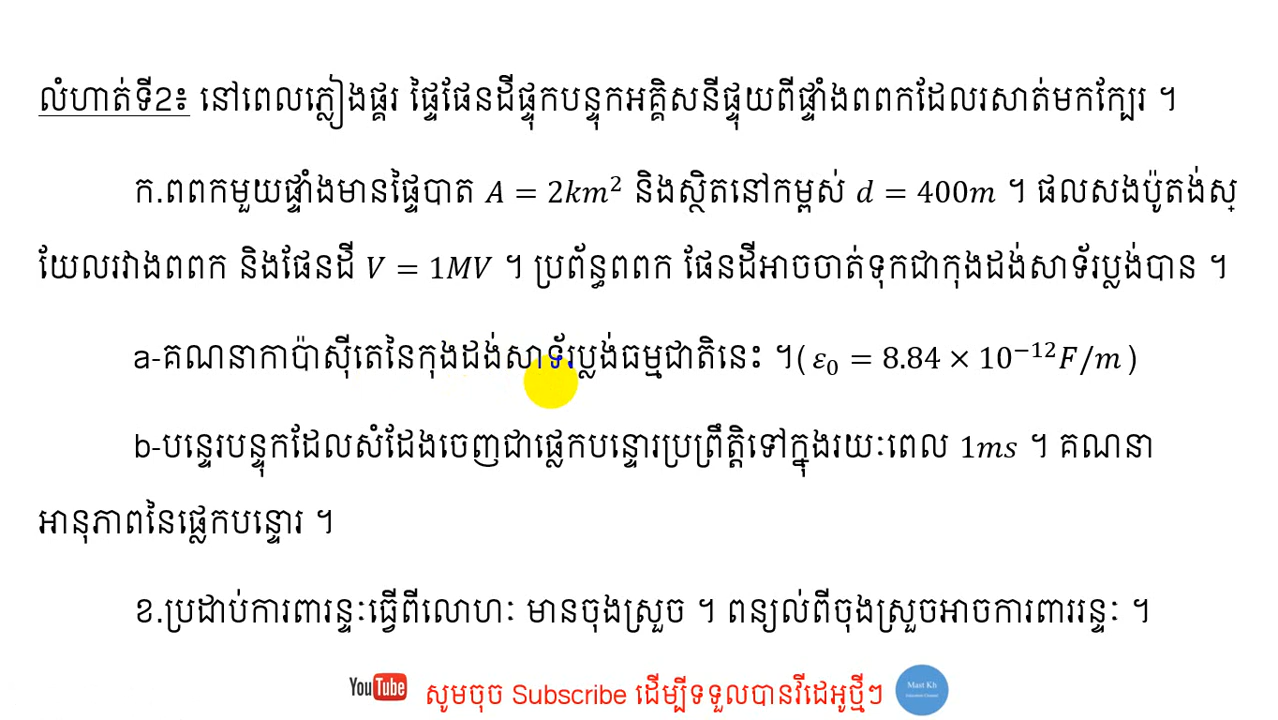 លំហាត់ទី2៖ នៅពេលភ្លៀងផ្គរ ផ្ទៃផែនដីផ្ទុកបន្ទុកអគ្គិសនីផ្ទុយពីផ្ទាំងពពកដែលរសាត់មកក្បែរ ។
ក.ពពកមួយផ្ទាំងមានផ្ទៃបាត A = 2km² និងស្ថិតនៅកម្ពស់ d = 400m ។ ផលសងប៉ូតង់ស្
យែលរវាងពពក និងផែនដី V = 1MV ។ ប្រព័ន្ធពពក ផែនដីអាចចាត់ទុកជាកុងដង់សាទ័រប្លង់បាន ។
a-គណនាកាប៉ាស៊ីតេនៃកុងដង់សាទ័រប្លង់ធម្មជាតិនេះ ។(ε₀ = 8.84 × 10⁻¹²F/m)
b-បន្ទេរបន្ទុកដែលសំដែងចេញជាផ្លេកបន្ទោរប្រព្រឹត្តិទៅក្នុងរយៈពេល 1ms ។ គណនា
អានុភាពនៃផ្លេកបន្ទោរ ។
ខ.ប្រដាប់ការពារន្ទៈធ្វើពីលោហៈ មានចុងស្រួច ។ ពន្យល់ពីចុងស្រួចអាចការពាររន្ទៈ ។
YouTube សូមចុច Subscribe ដើម្បីទទួលបានវីដេអូថ្មីៗ Mast Kh